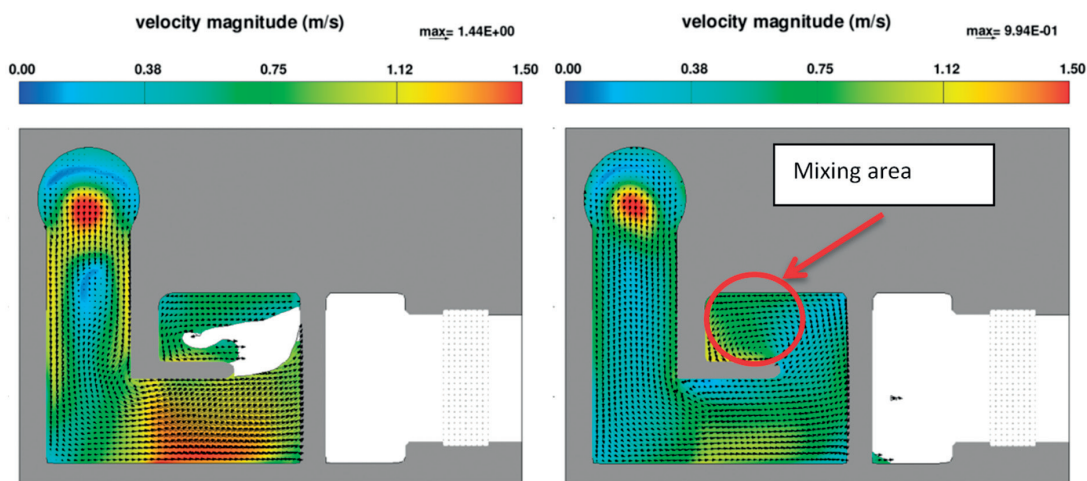 velocity magnitude (m/s)
max= 1.44E+00
0.00 0.38 0.75 1.12 1.50
velocity magnitude (m/s)
max= 9.94E-01
0.00 0.38 0.75 1.12 1.50
Mixing area